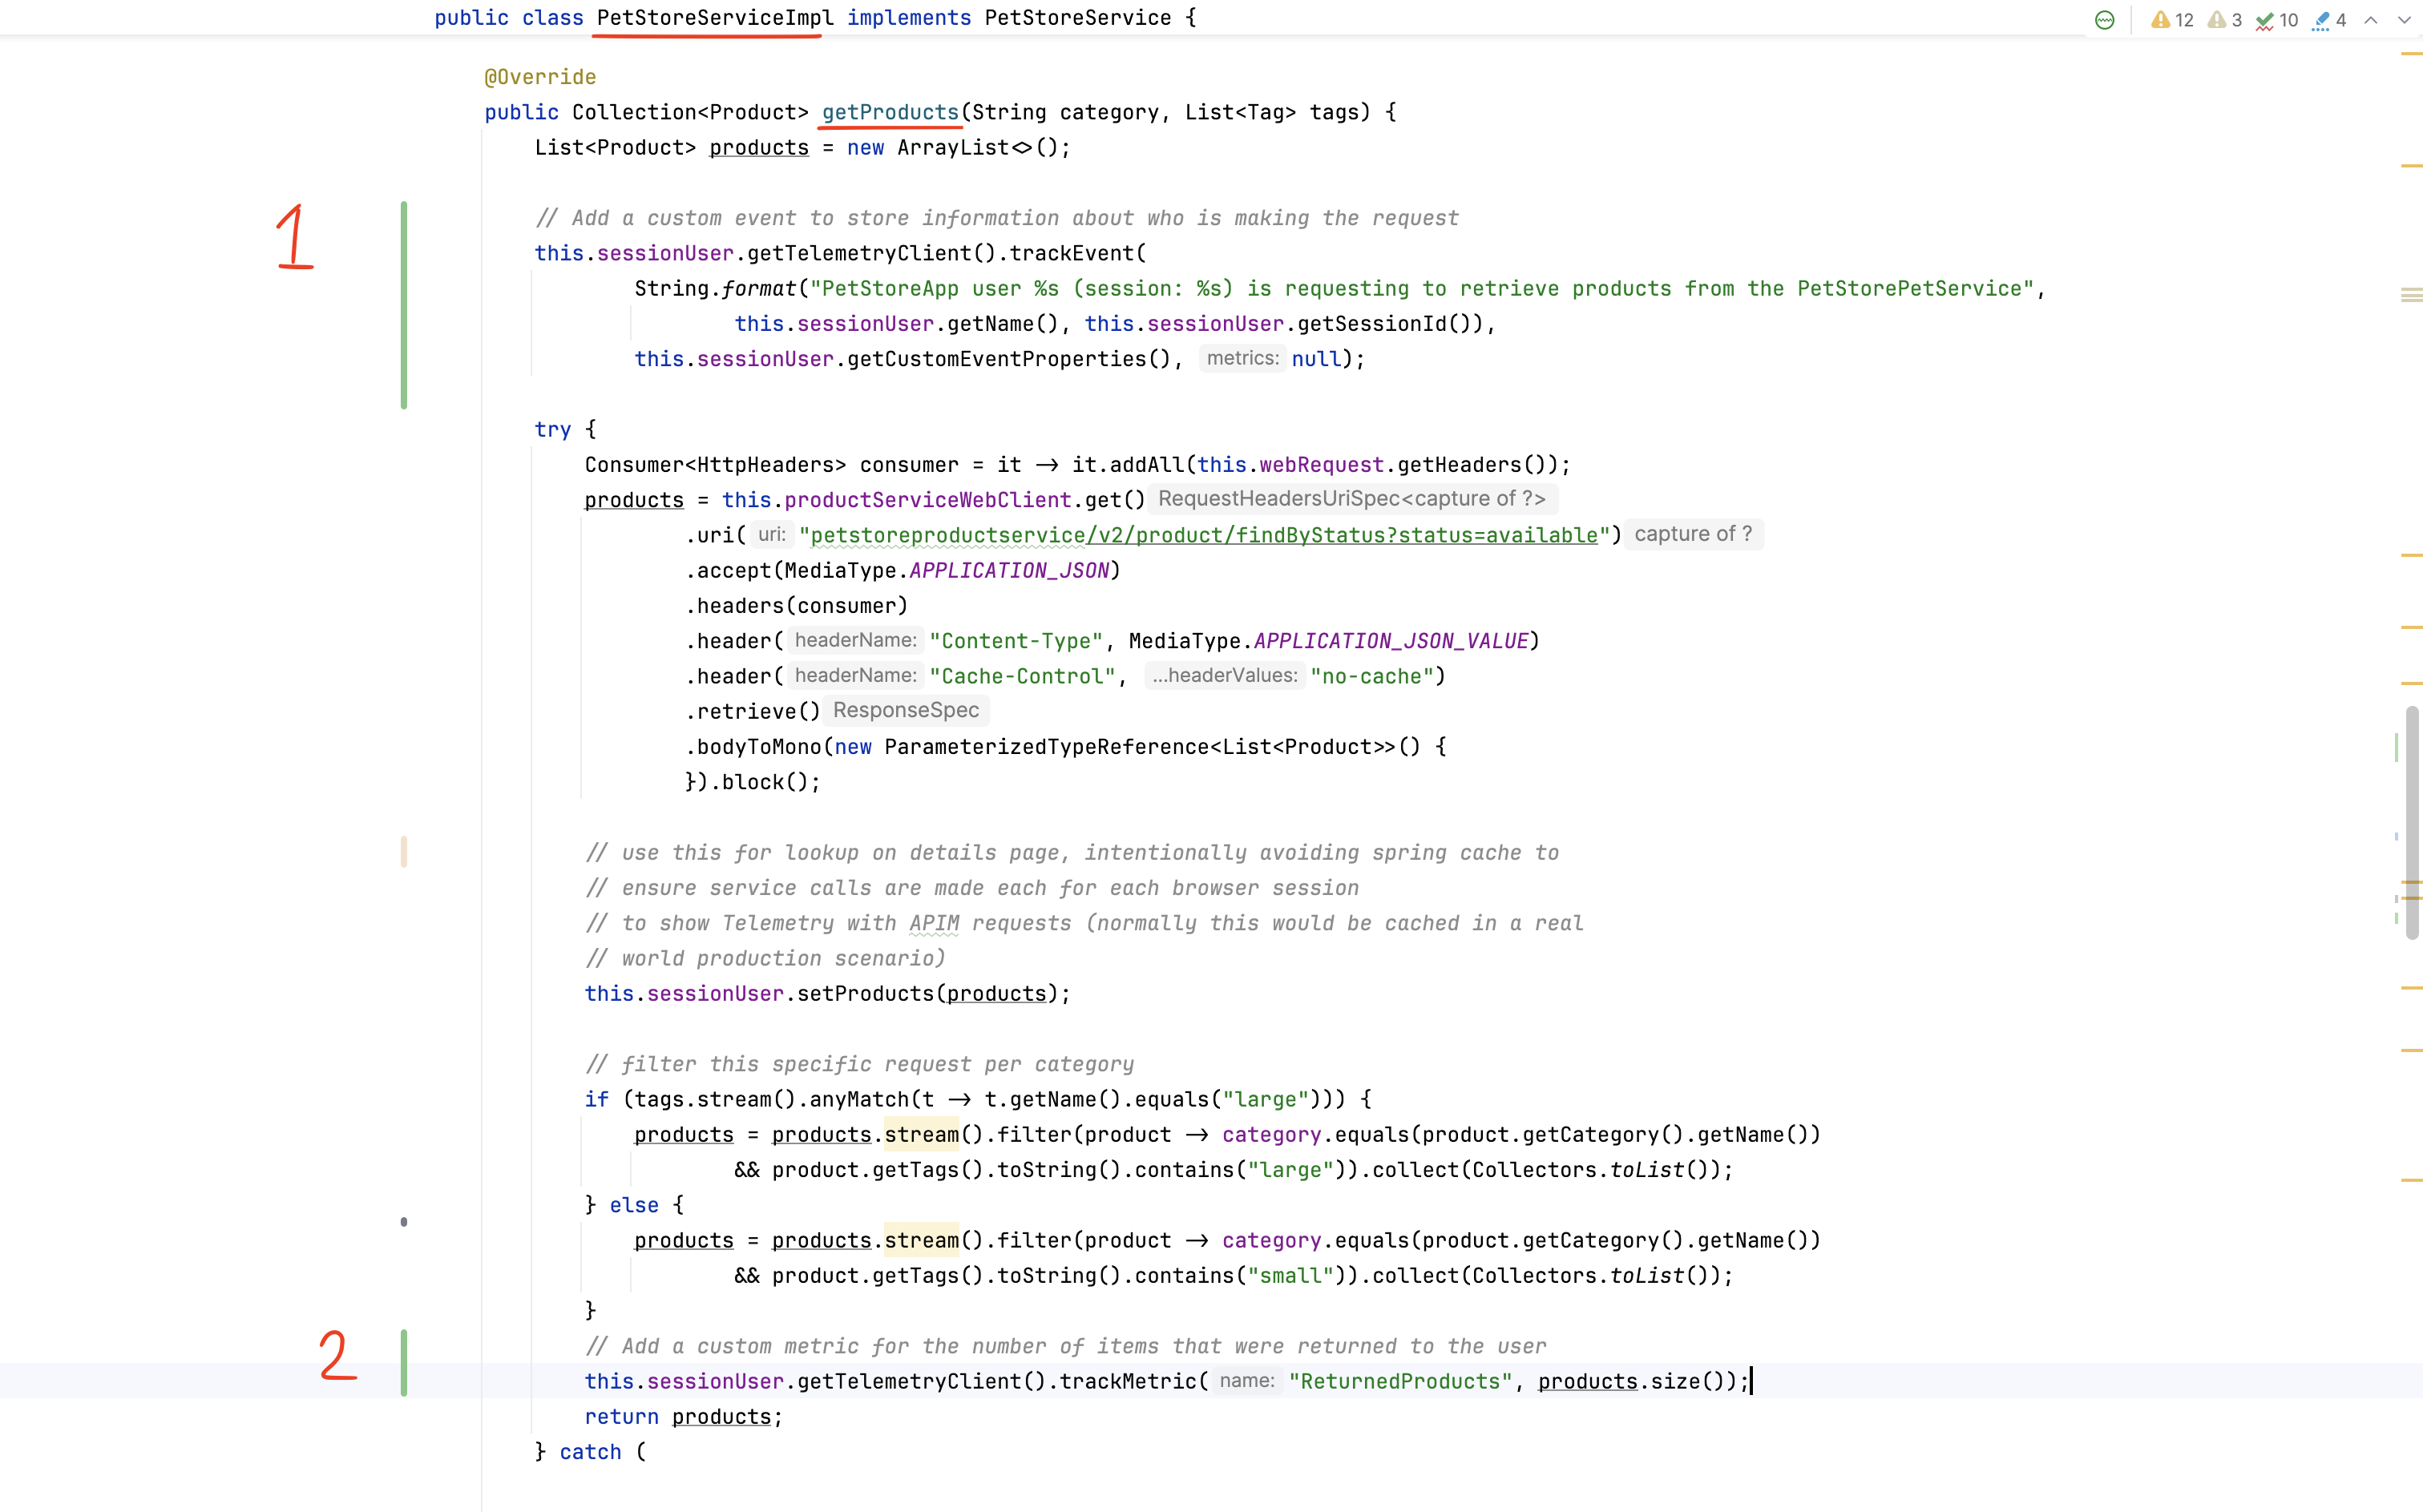 public class PetStoreServiceImpl implements PetStoreService {
12 3 10 4
@Override
public Collection<Product> getProducts(String category, List<Tag> tags) {
List<Product> products = new ArrayList<>();
1
// Add a custom event to store information about who is making the request
this.sessionUser.getTelemetryClient().trackEvent(
String.format("PetStoreApp user %s (session: %s) is requesting to retrieve products from the PetStorePetService",
this.sessionUser.getName(), this.sessionUser.getSessionId()),
this.sessionUser.getCustomEventProperties(), metrics: null);
try {
Consumer<HttpHeaders> consumer = it -> it.addAll(this.webRequest.getHeaders());
products = this.productServiceWebClient.get() RequestHeadersUriSpec<capture of ?>
.uri( uri: "petstoreproductservice/v2/product/findByStatus?status=available") capture of ?
.accept(MediaType.APPLICATION_JSON)
.headers(consumer)
.header( headerName: "Content-Type", MediaType.APPLICATION_JSON_VALUE)
.header( headerName: "Cache-Control", ...headerValues: "no-cache")
.retrieve() ResponseSpec
.bodyToMono(new ParameterizedTypeReference<List<Product>>() {
}).block();
// use this for lookup on details page, intentionally avoiding spring cache to
// ensure service calls are made each for each browser session
// to show Telemetry with APIM requests (normally this would be cached in a real
// world production scenario)
this.sessionUser.setProducts(products);
// filter this specific request per category
if (tags.stream().anyMatch(t -> t.getName().equals("large"))) {
products = products.stream().filter(product -> category.equals(product.getCategory().getName())
&& product.getTags().toString().contains("large")).collect(Collectors.toList());
} else {
products = products.stream().filter(product -> category.equals(product.getCategory().getName())
&& product.getTags().toString().contains("small")).collect(Collectors.toList());
}
2
// Add a custom metric for the number of items that were returned to the user
this.sessionUser.getTelemetryClient().trackMetric( name: "ReturnedProducts", products.size());
return products;
} catch (